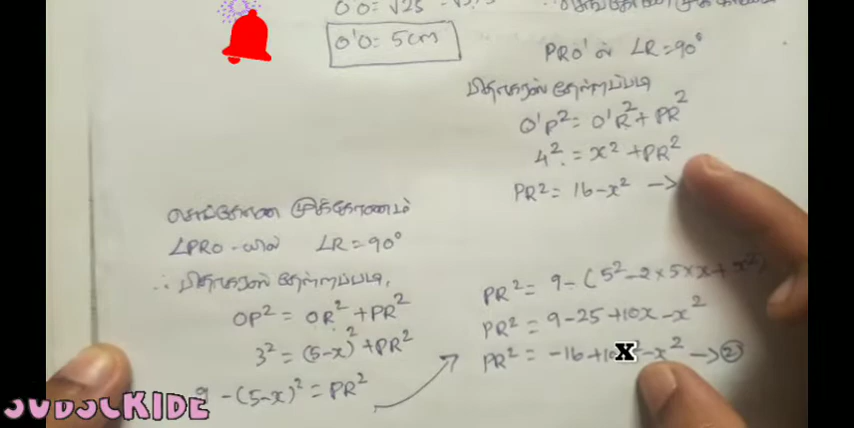 O'O = 5cm
PRO' ல் ∠R = 90°
பிதாகரஸ் தேற்றப்படி
O'P² = O'R² + PR²
4² = x² + PR²
PR² = 16 - x² →
செங்கோண முக்கோணம்
∠PRO - யில் ∠R = 90°
∴ பிதாகரஸ் தேற்றப்படி,
OP² = OR² + PR²
3² = (5-x)² + PR²
9 - (5-x)² = PR²
PR² = 9 - (5² - 2×5×x + x²)
PR² = 9 - 25 + 10x - x²
PR² = -16 + 10x - x² → ②
SUBSCRIBE